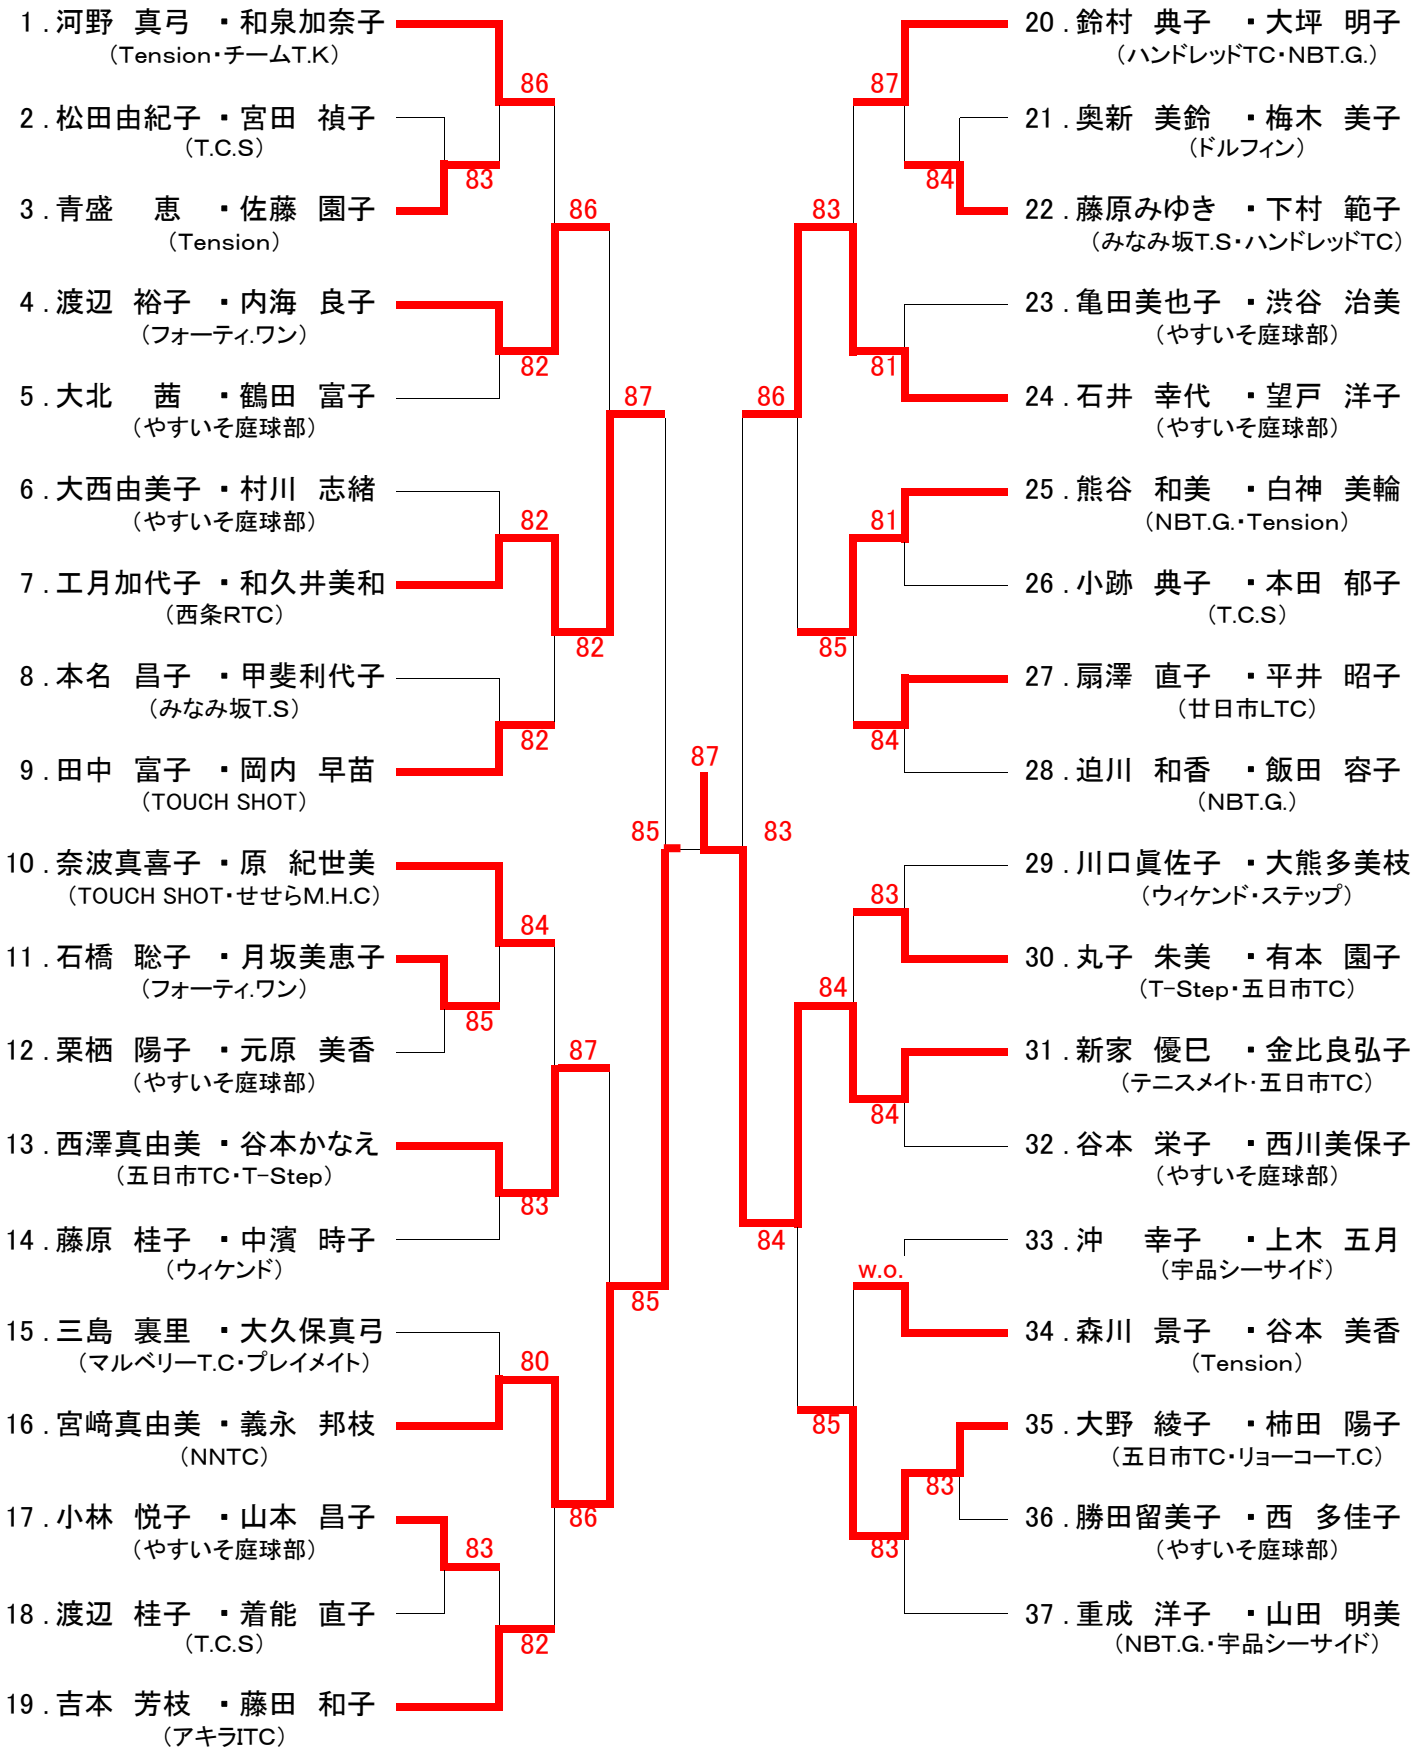 1.河野 真弓 ・和泉加奈子
（Tension・チームT.K）
86
2.松田由紀子 ・宮田 禎子
（T.C.S）
83
3.青盛 恵 ・佐藤 園子
（Tension）
86
4.渡辺 裕子 ・内海 良子
（フォーティ.ワン）
82
5.大北 茜 ・鶴田 富子
（やすいそ庭球部）
87
6.大西由美子 ・村川 志緒
（やすいそ庭球部）
82
7.工月加代子 ・和久井美和
（西条RTC）
82
8.本名 昌子 ・甲斐利代子
（みなみ坂T.S）
82
9.田中 富子 ・岡内 早苗
（TOUCH SHOT）
85
10.奈波真喜子 ・原 紀世美
（TOUCH SHOT・せせらM.H.C）
84
11.石橋 聡子 ・月坂美恵子
（フォーティ.ワン）
85
12.栗栖 陽子 ・元原 美香
（やすいそ庭球部）
87
13.西澤真由美 ・谷本かなえ
（五日市TC・T-Step）
83
14.藤原 桂子 ・中濱 時子
（ウィケンド）
85
15.三島 裏里 ・大久保真弓
（マルベリーT.C・プレイメイト）
80
16.宮﨑真由美 ・義永 邦枝
（NNTC）
86
17.小林 悦子 ・山本 昌子
（やすいそ庭球部）
83
18.渡辺 桂子 ・着能 直子
（T.C.S）
82
19.吉本 芳枝 ・藤田 和子
（アキラITC）
87
20.鈴村 典子 ・大坪 明子
（ハンドレッドTC・NBT.G.）
87
21.奥新 美鈴 ・梅木 美子
（ドルフィン）
84
22.藤原みゆき ・下村 範子
（みなみ坂T.S・ハンドレッドTC）
83
23.亀田美也子 ・渋谷 治美
（やすいそ庭球部）
81
24.石井 幸代 ・望戸 洋子
（やすいそ庭球部）
86
25.熊谷 和美 ・白神 美輪
（NBT.G.・Tension）
81
26.小跡 典子 ・本田 郁子
（T.C.S）
85
27.扇澤 直子 ・平井 昭子
（廿日市LTC）
84
28.迫川 和香 ・飯田 容子
（NBT.G.）
83
29.川口眞佐子 ・大熊多美枝
（ウィケンド・ステップ）
83
30.丸子 朱美 ・有本 園子
（T-Step・五日市TC）
84
31.新家 優巳 ・金比良弘子
（テニスメイト・五日市TC）
84
32.谷本 栄子 ・西川美保子
（やすいそ庭球部）
84
33.沖 幸子 ・上木 五月
（宇品シーサイド）
w.o.
34.森川 景子 ・谷本 美香
（Tension）
85
35.大野 綾子 ・柿田 陽子
（五日市TC・リョーコーT.C）
83
36.勝田留美子 ・西 多佳子
（やすいそ庭球部）
83
37.重成 洋子 ・山田 明美
（NBT.G.・宇品シーサイド）